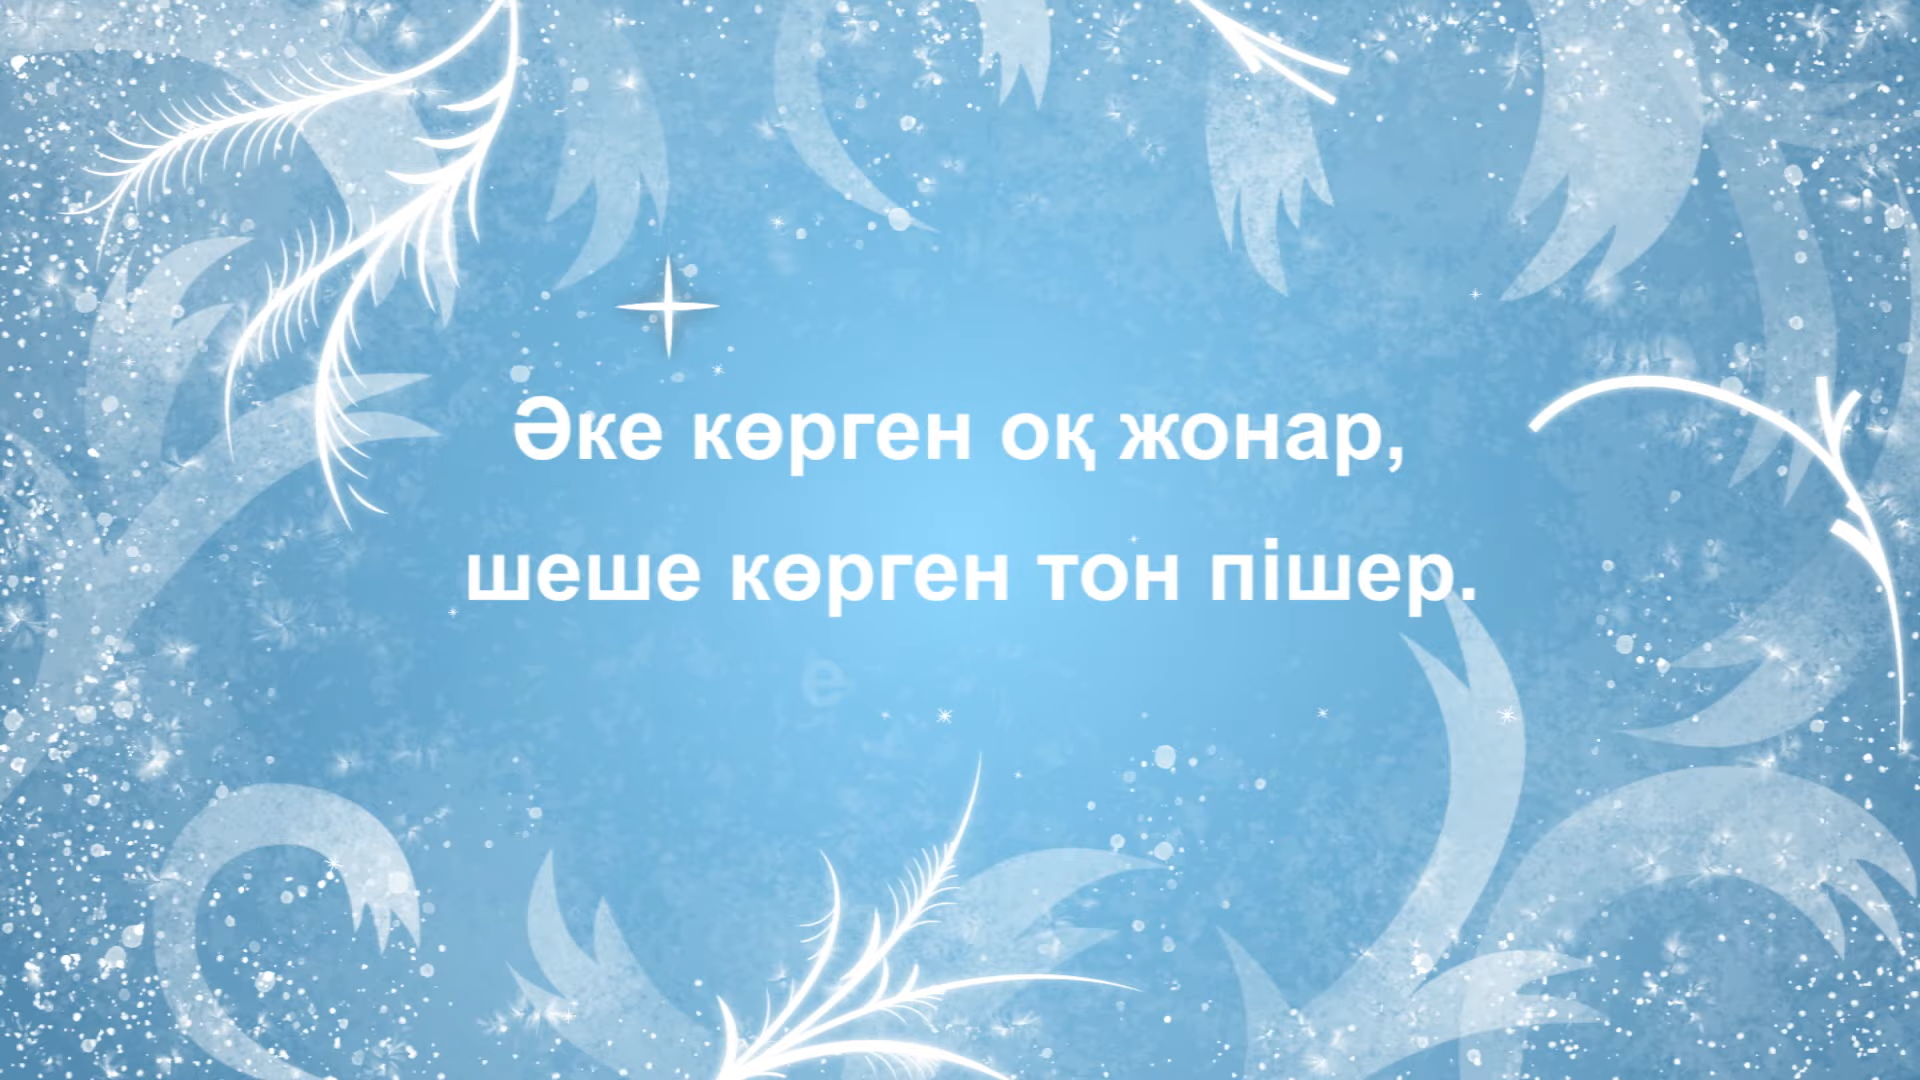 Әке көрген оқ жонар,
шеше көрген тон пішер.
е